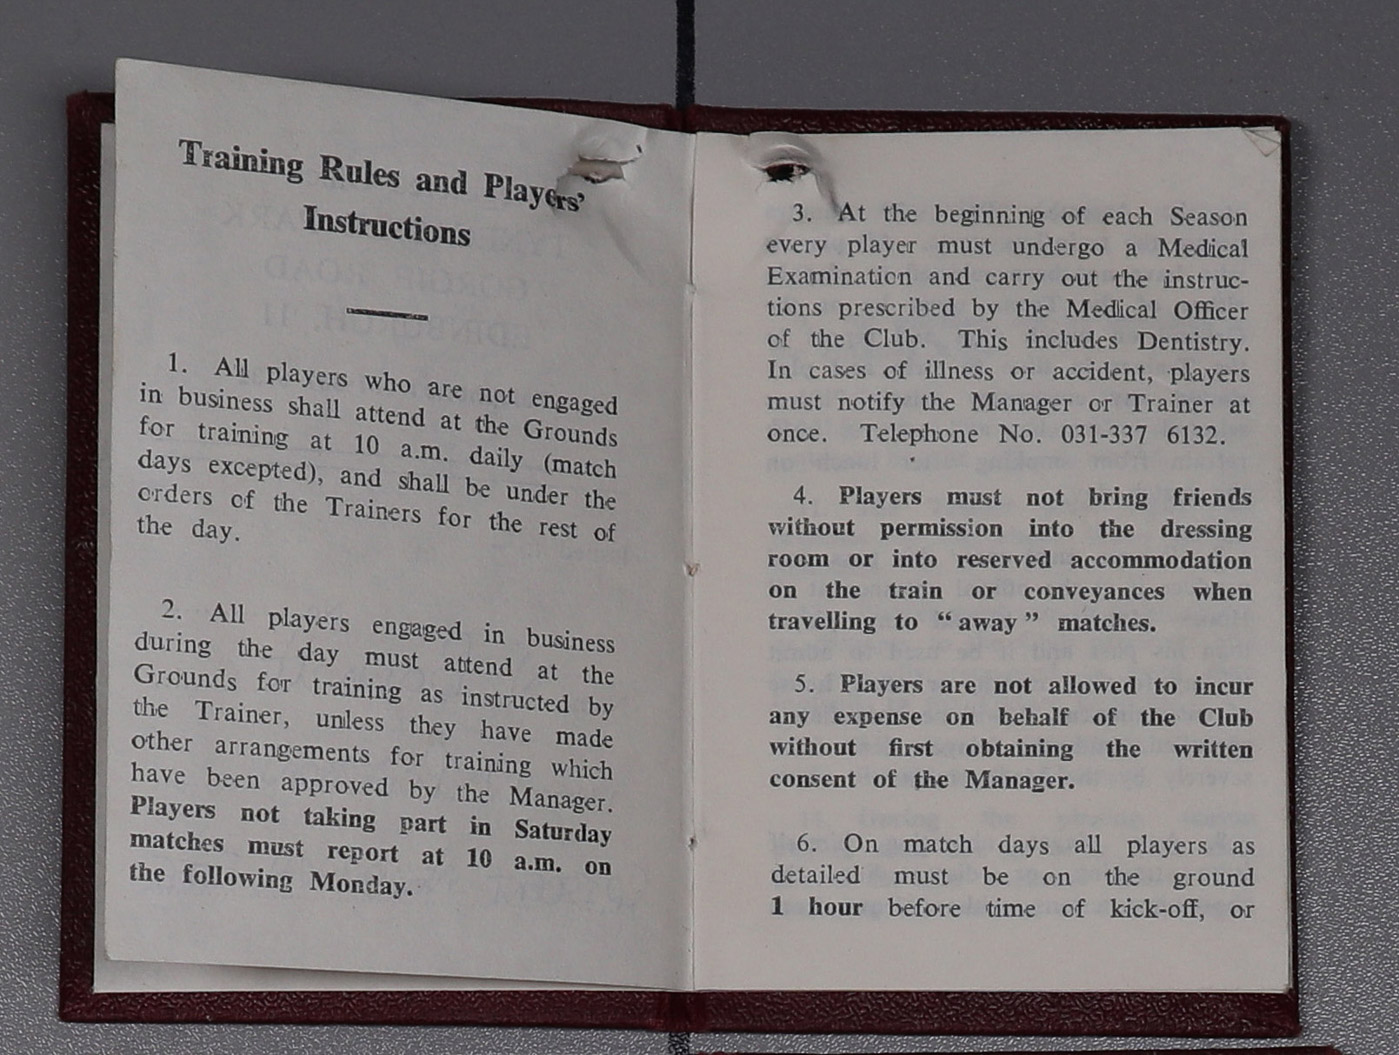 Training Rules and Players'
Instructions
1. All players who are not engaged
in business shall attend at the Grounds
for training at 10 a.m. daily (match
days excepted), and shall be under the
orders of the Trainers for the rest of
the day.
2. All players engaged in business
during the day must attend at the
Grounds for training as instructed by
the Trainer, unless they have made
other arrangements for training which
have been approved by the Manager.
Players not taking part in Saturday
matches must report at 10 a.m. on
the following Monday.
3. At the beginning of each Season
every player must undergo a Medical
Examination and carry out the instruc-
tions prescribed by the Medical Officer
of the Club. This includes Dentistry.
In cases of illness or accident, players
must notify the Manager or Trainer at
once. Telephone No. 031-337 6132.
4. Players must not bring friends
without permission into the dressing
room or into reserved accommodation
on the train or conveyances when
travelling to “ away ” matches.
5. Players are not allowed to incur
any expense on behalf of the Club
without first obtaining the written
consent of the Manager.
6. On match days all players as
detailed must be on the ground
1 hour before time of kick-off, or